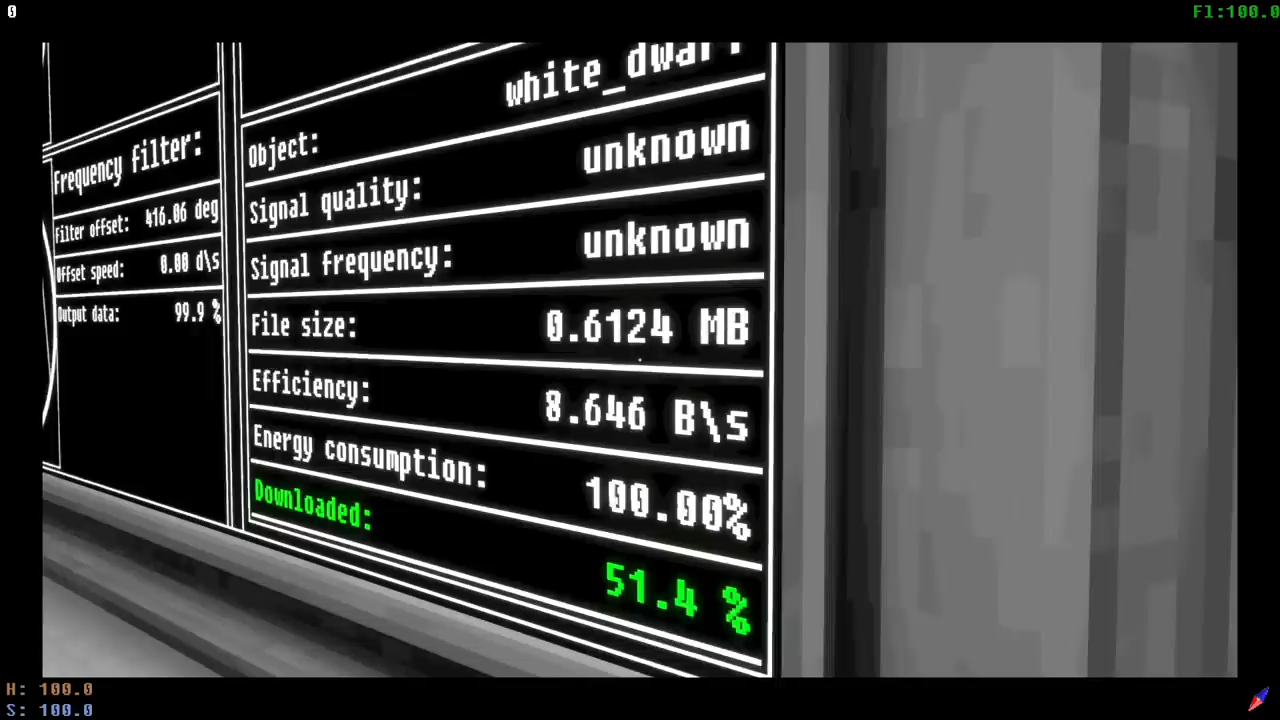 0
Fl:100.0
Frequency filter:
Filter offset: 416.06 deg
Offset speed: 0.00 d\s
Output data: 99.9 %
Object: white_dwarf
Signal quality: unknown
Signal frequency: unknown
File size: 0.6124 MB
Efficiency: 8.646 B\s
Energy consumption: 100.00%
Downloaded: 51.4 %
H: 100.0
S: 100.0